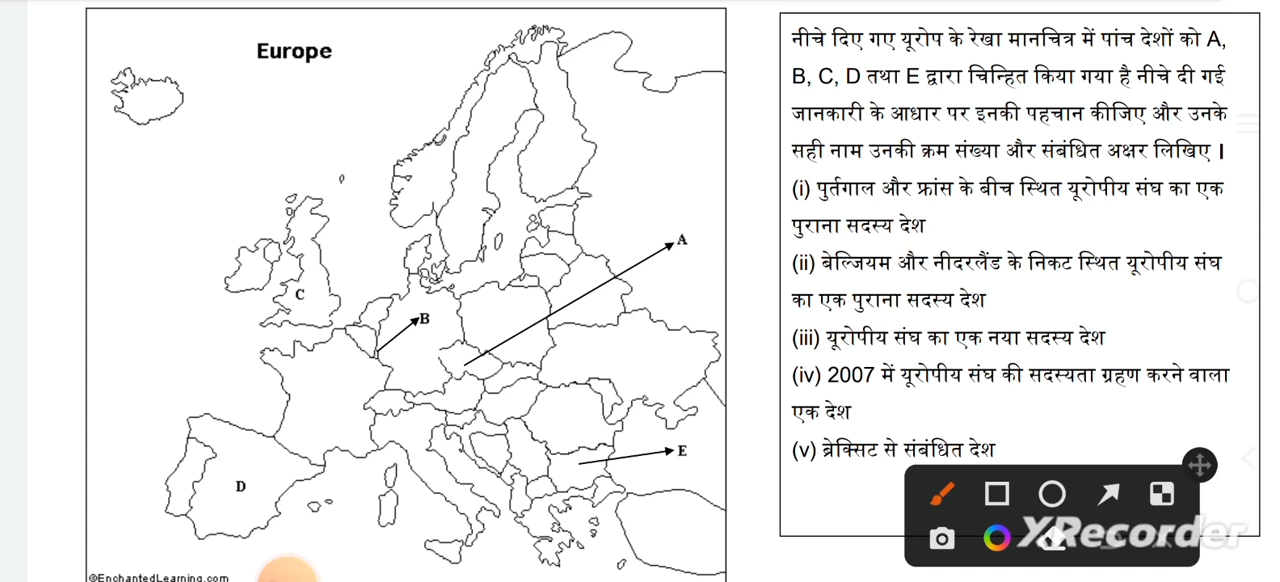 Europe
A
B
C
D
E
©EnchantedLearning.com
नीचे दिए गए यूरोप के रेखा मानचित्र में पांच देशों को A,
B, C, D तथा E द्वारा चिन्हित किया गया है नीचे दी गई
जानकारी के आधार पर इनकी पहचान कीजिए और उनके
सही नाम उनकी क्रम संख्या और संबंधित अक्षर लिखिए ।
(i) पुर्तगाल और फ्रांस के बीच स्थित यूरोपीय संघ का एक
पुराना सदस्य देश
(ii) बेल्जियम और नीदरलैंड के निकट स्थित यूरोपीय संघ
का एक पुराना सदस्य देश
(iii) यूरोपीय संघ का एक नया सदस्य देश
(iv) 2007 में यूरोपीय संघ की सदस्यता ग्रहण करने वाला
एक देश
(v) ब्रेक्सिट से संबंधित देश
XRecorder